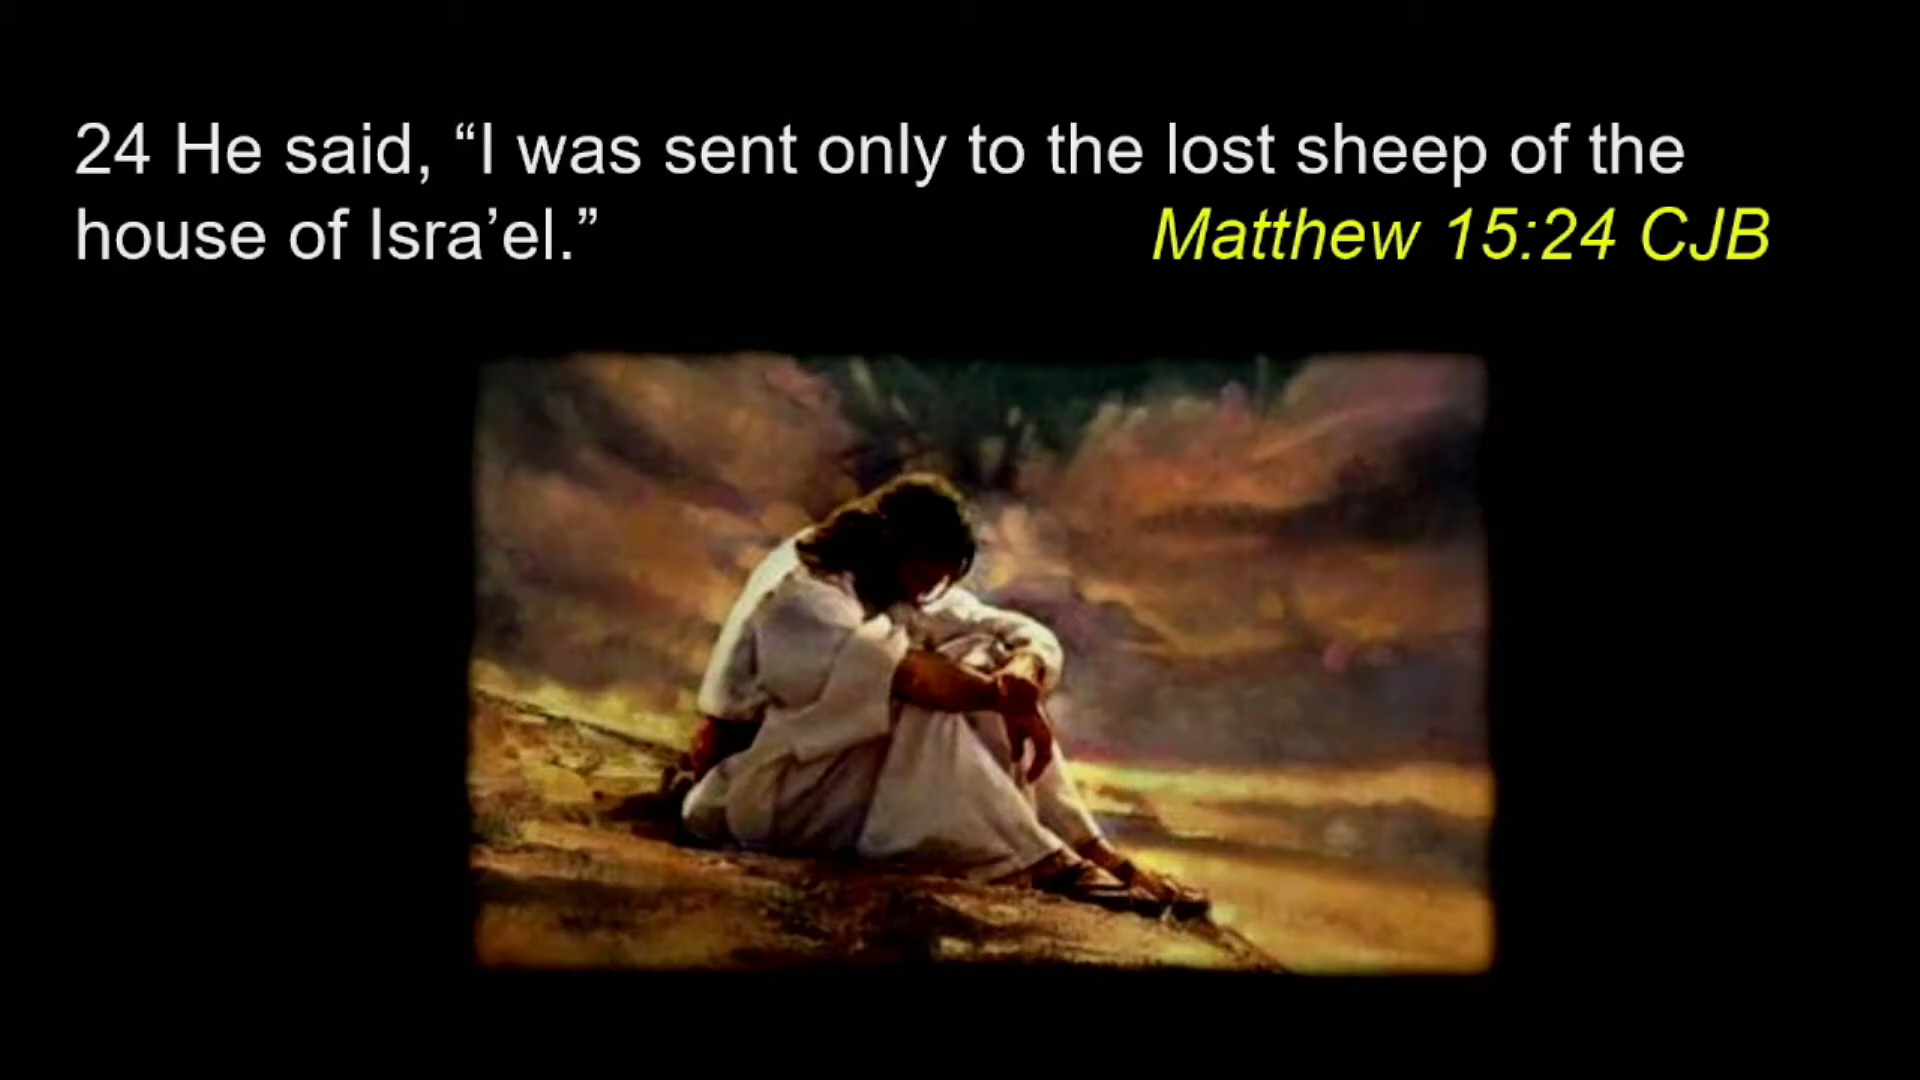 24 He said, “I was sent only to the lost sheep of the
house of Isra’el.” Matthew 15:24 CJB